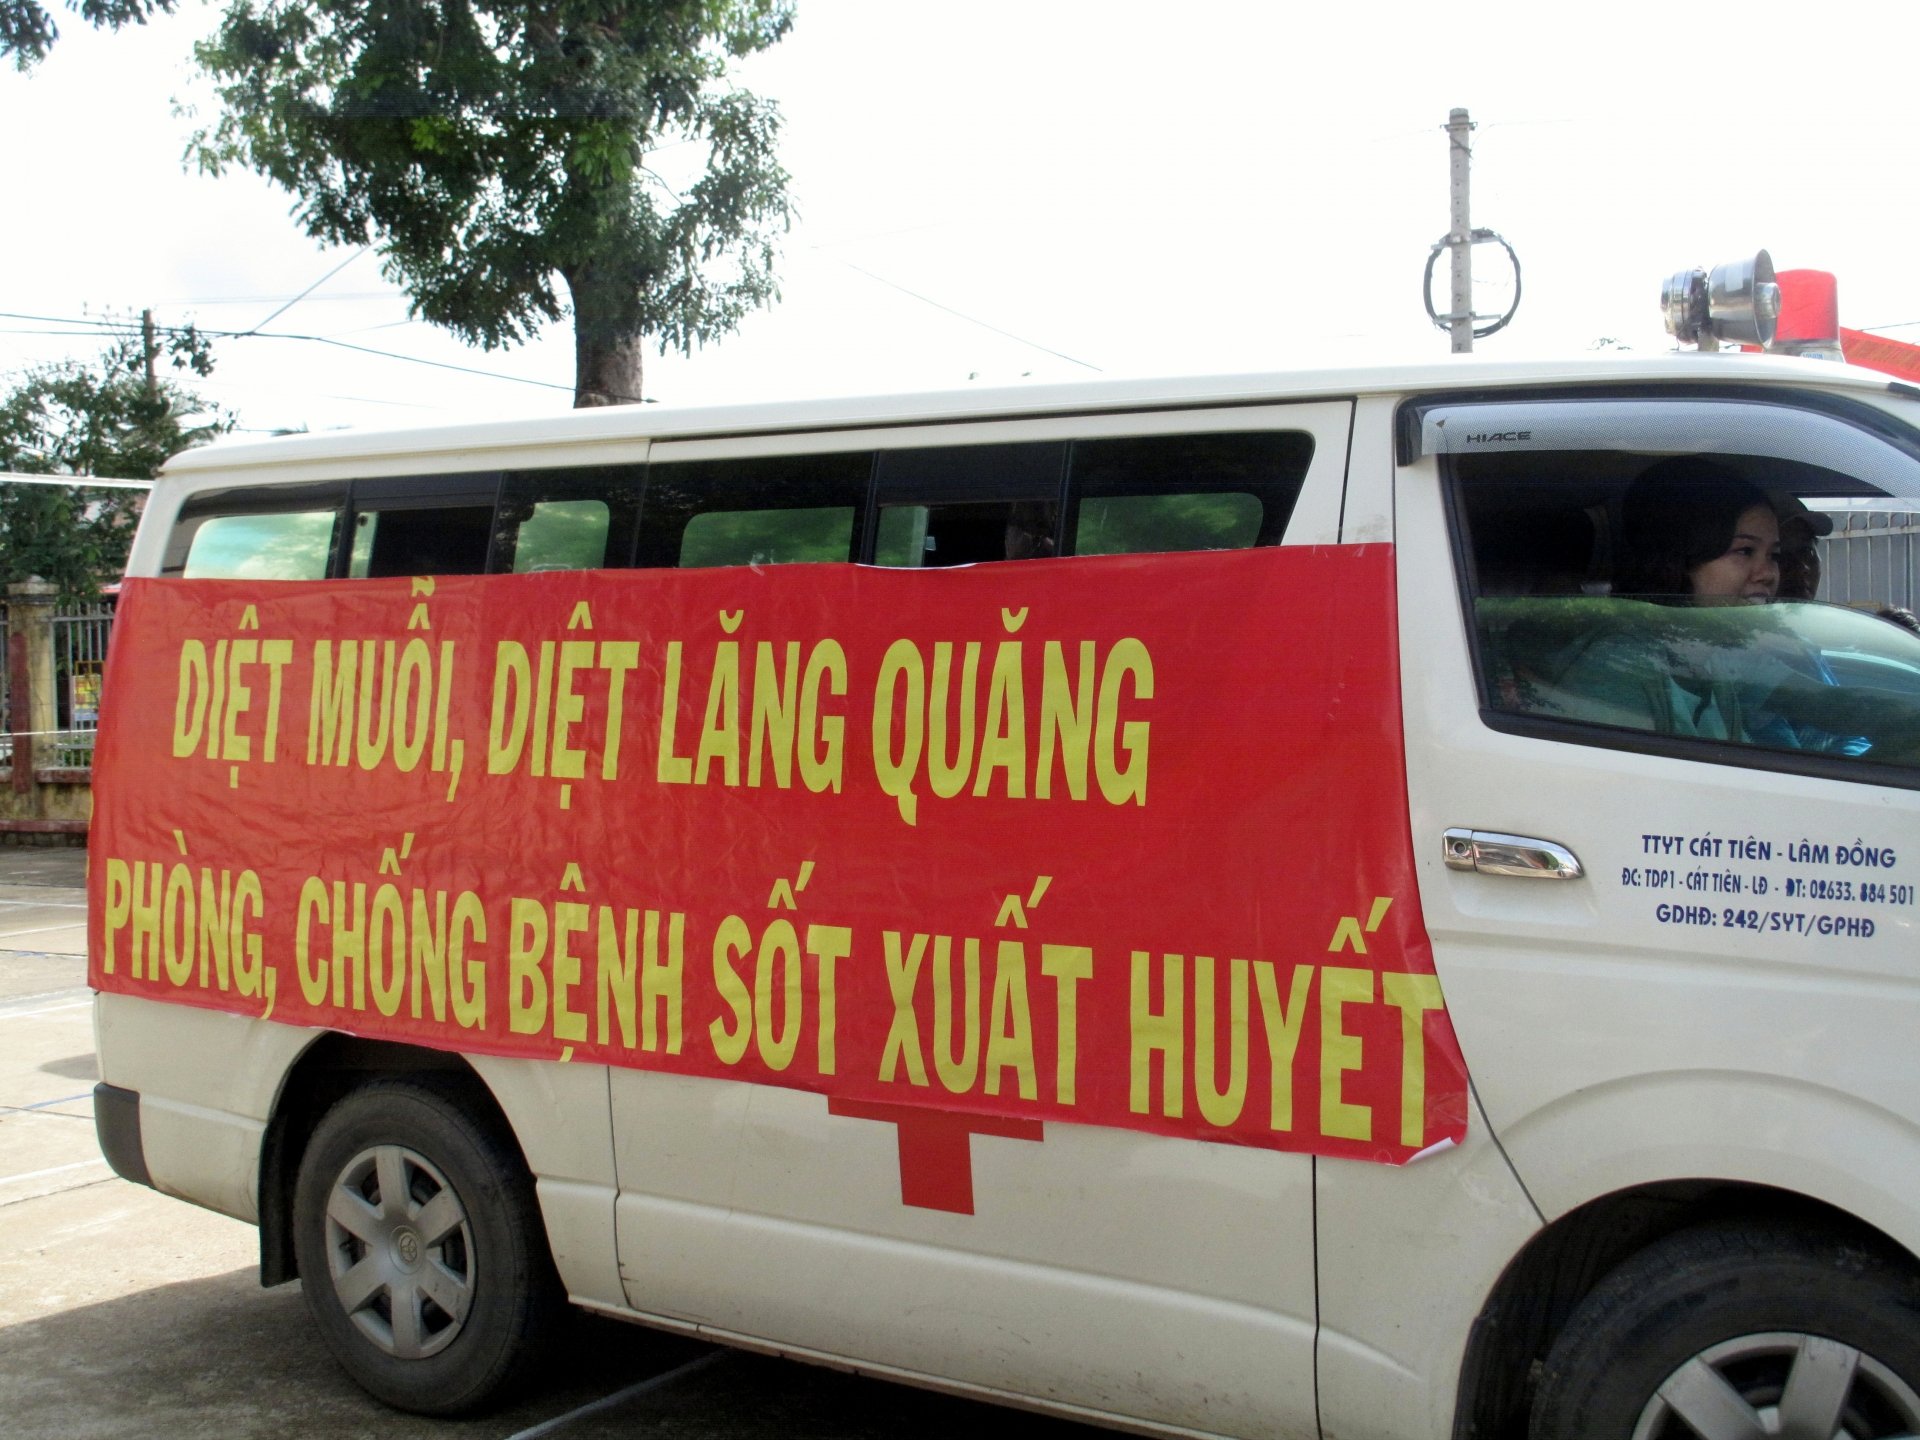 HIACE
DIỆT MUỖI, DIỆT LĂNG QUĂNG
PHÒNG, CHỐNG BỆNH SỐT XUẤT HUYẾT
TTYT CÁT TIÊN - LÂM ĐỒNG
ĐC: TDP1 - CÁT TIÊN - LĐ - ĐT: 02633. 884 501
GDHĐ: 242/SYT/GPHĐ